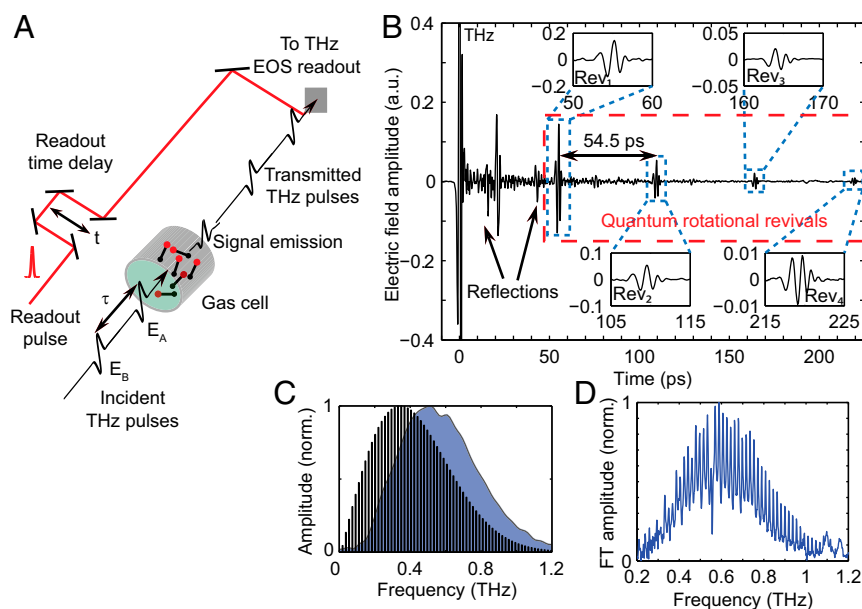 A
To THz
EOS readout
Readout
time delay
t
Transmitted
THz pulses
Signal emission
Gas cell
τ
E_A
Readout
pulse
E_B
Incident
THz pulses
B
Electric field amplitude (a.u.)
0.4
0.2
0
-0.2
-0.4
THz
0.2
0
-0.2
Rev₁
50 60
0.05
0
-0.05
Rev₃
160 170
54.5 ps
Quantum rotational revivals
Reflections
0.1
0
-0.1
Rev₂
105 115
0.01
0
-0.01
Rev₄
215 225
0 50 100 150 200
Time (ps)
C
Amplitude (norm.)
1
0
0 0.4 0.8 1.2
Frequency (THz)
D
FT amplitude (norm.)
1
0
0.2 0.4 0.6 0.8 1 1.2
Frequency (THz)